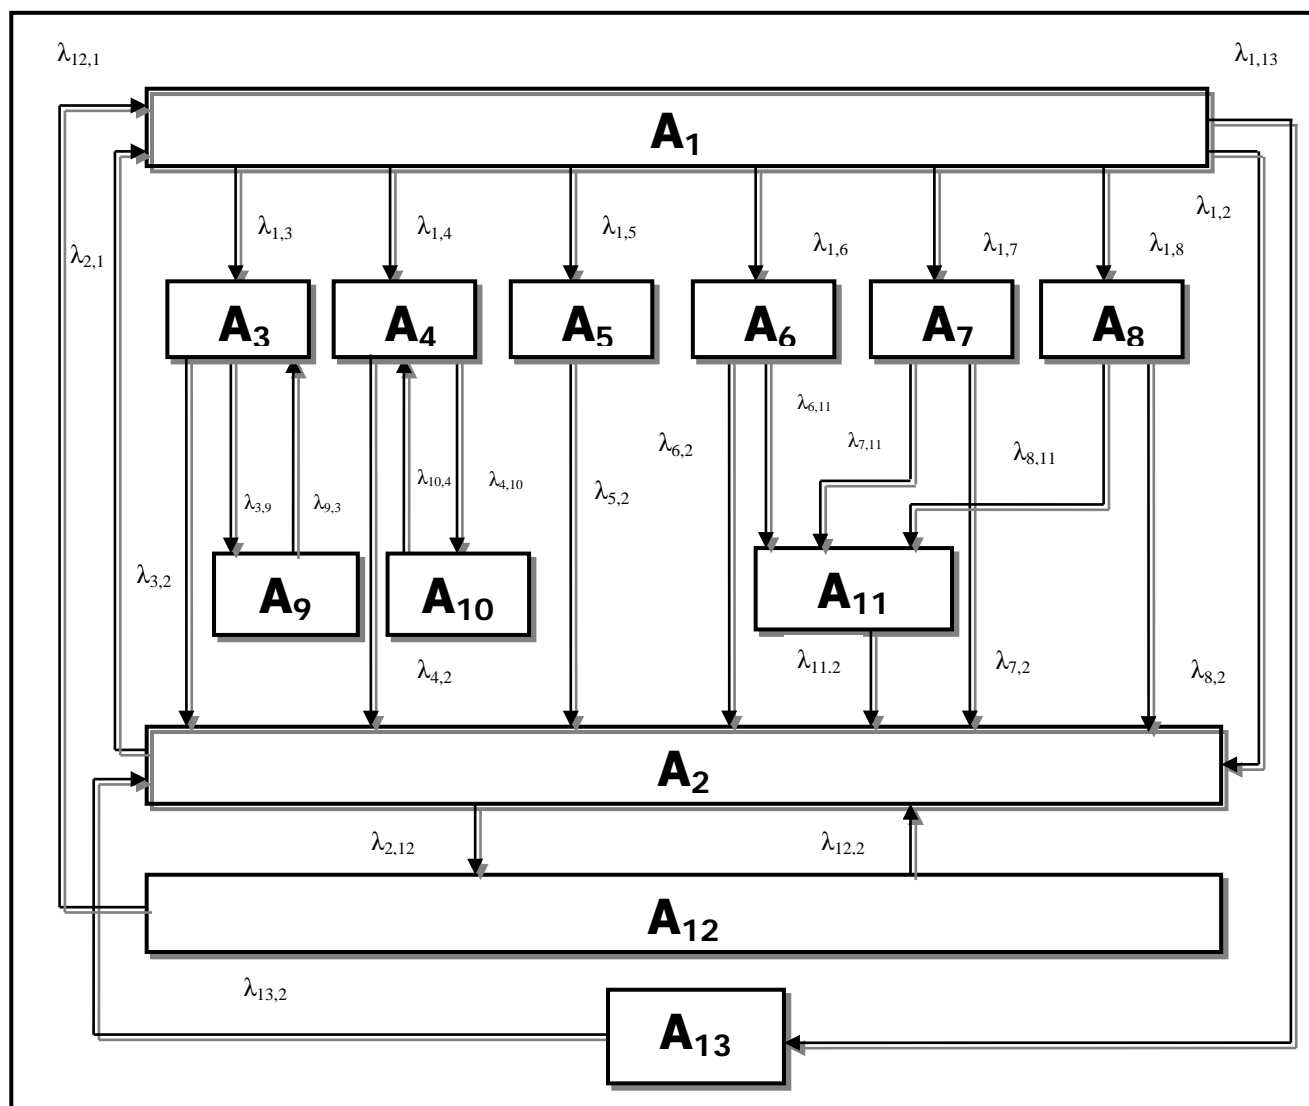 λ12,1
λ1,13
A1
λ1,2
λ2,1
λ1,3
λ1,4
λ1,5
λ1,6
λ1,7
λ1,8
A3
A4
A5
A6
A7
A8
λ6,11
λ7,11
λ6,2
λ8,11
λ3,9
λ9,3
λ10,4
λ4,10
λ5,2
λ3,2
A9
A10
A11
λ4,2
λ11.2
λ7,2
λ8,2
A2
λ2,12
λ12,2
A12
λ13,2
A13